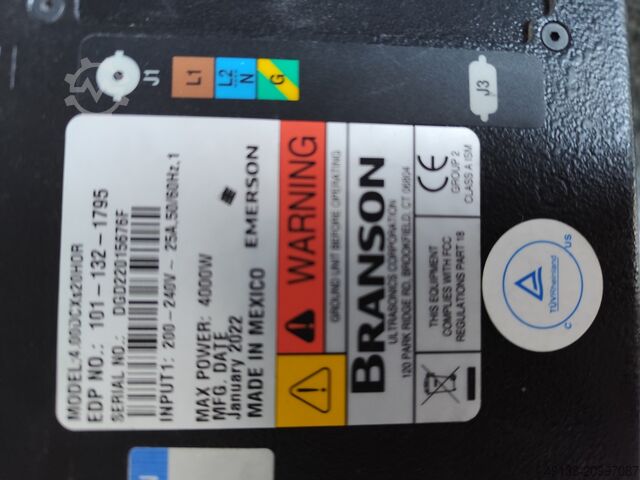 J1
L1
L2
N
G
J3
MODEL:4.00DCXs20HOR
EDP NO.: 101-132-1795
SERIAL NO.: DGD22015676F
INPUT1: 200-240V~ 25A,50/60Hz,1
MAX POWER: 4000W
MFG. DATE
January 2022
MADE IN MEXICO
EMERSON
WARNING
GROUND UNIT BEFORE OPERATING
BRANSON
ULTRASONICS CORPORATION
120 PARK RIDGE RD, BROOKFIELD, CT 06804
THIS EQUIPMENT
COMPLIES WITH FCC
REGULATIONS PART 18
CE
GROUP 2
CLASS A ISM
TÜVRheinland
C US